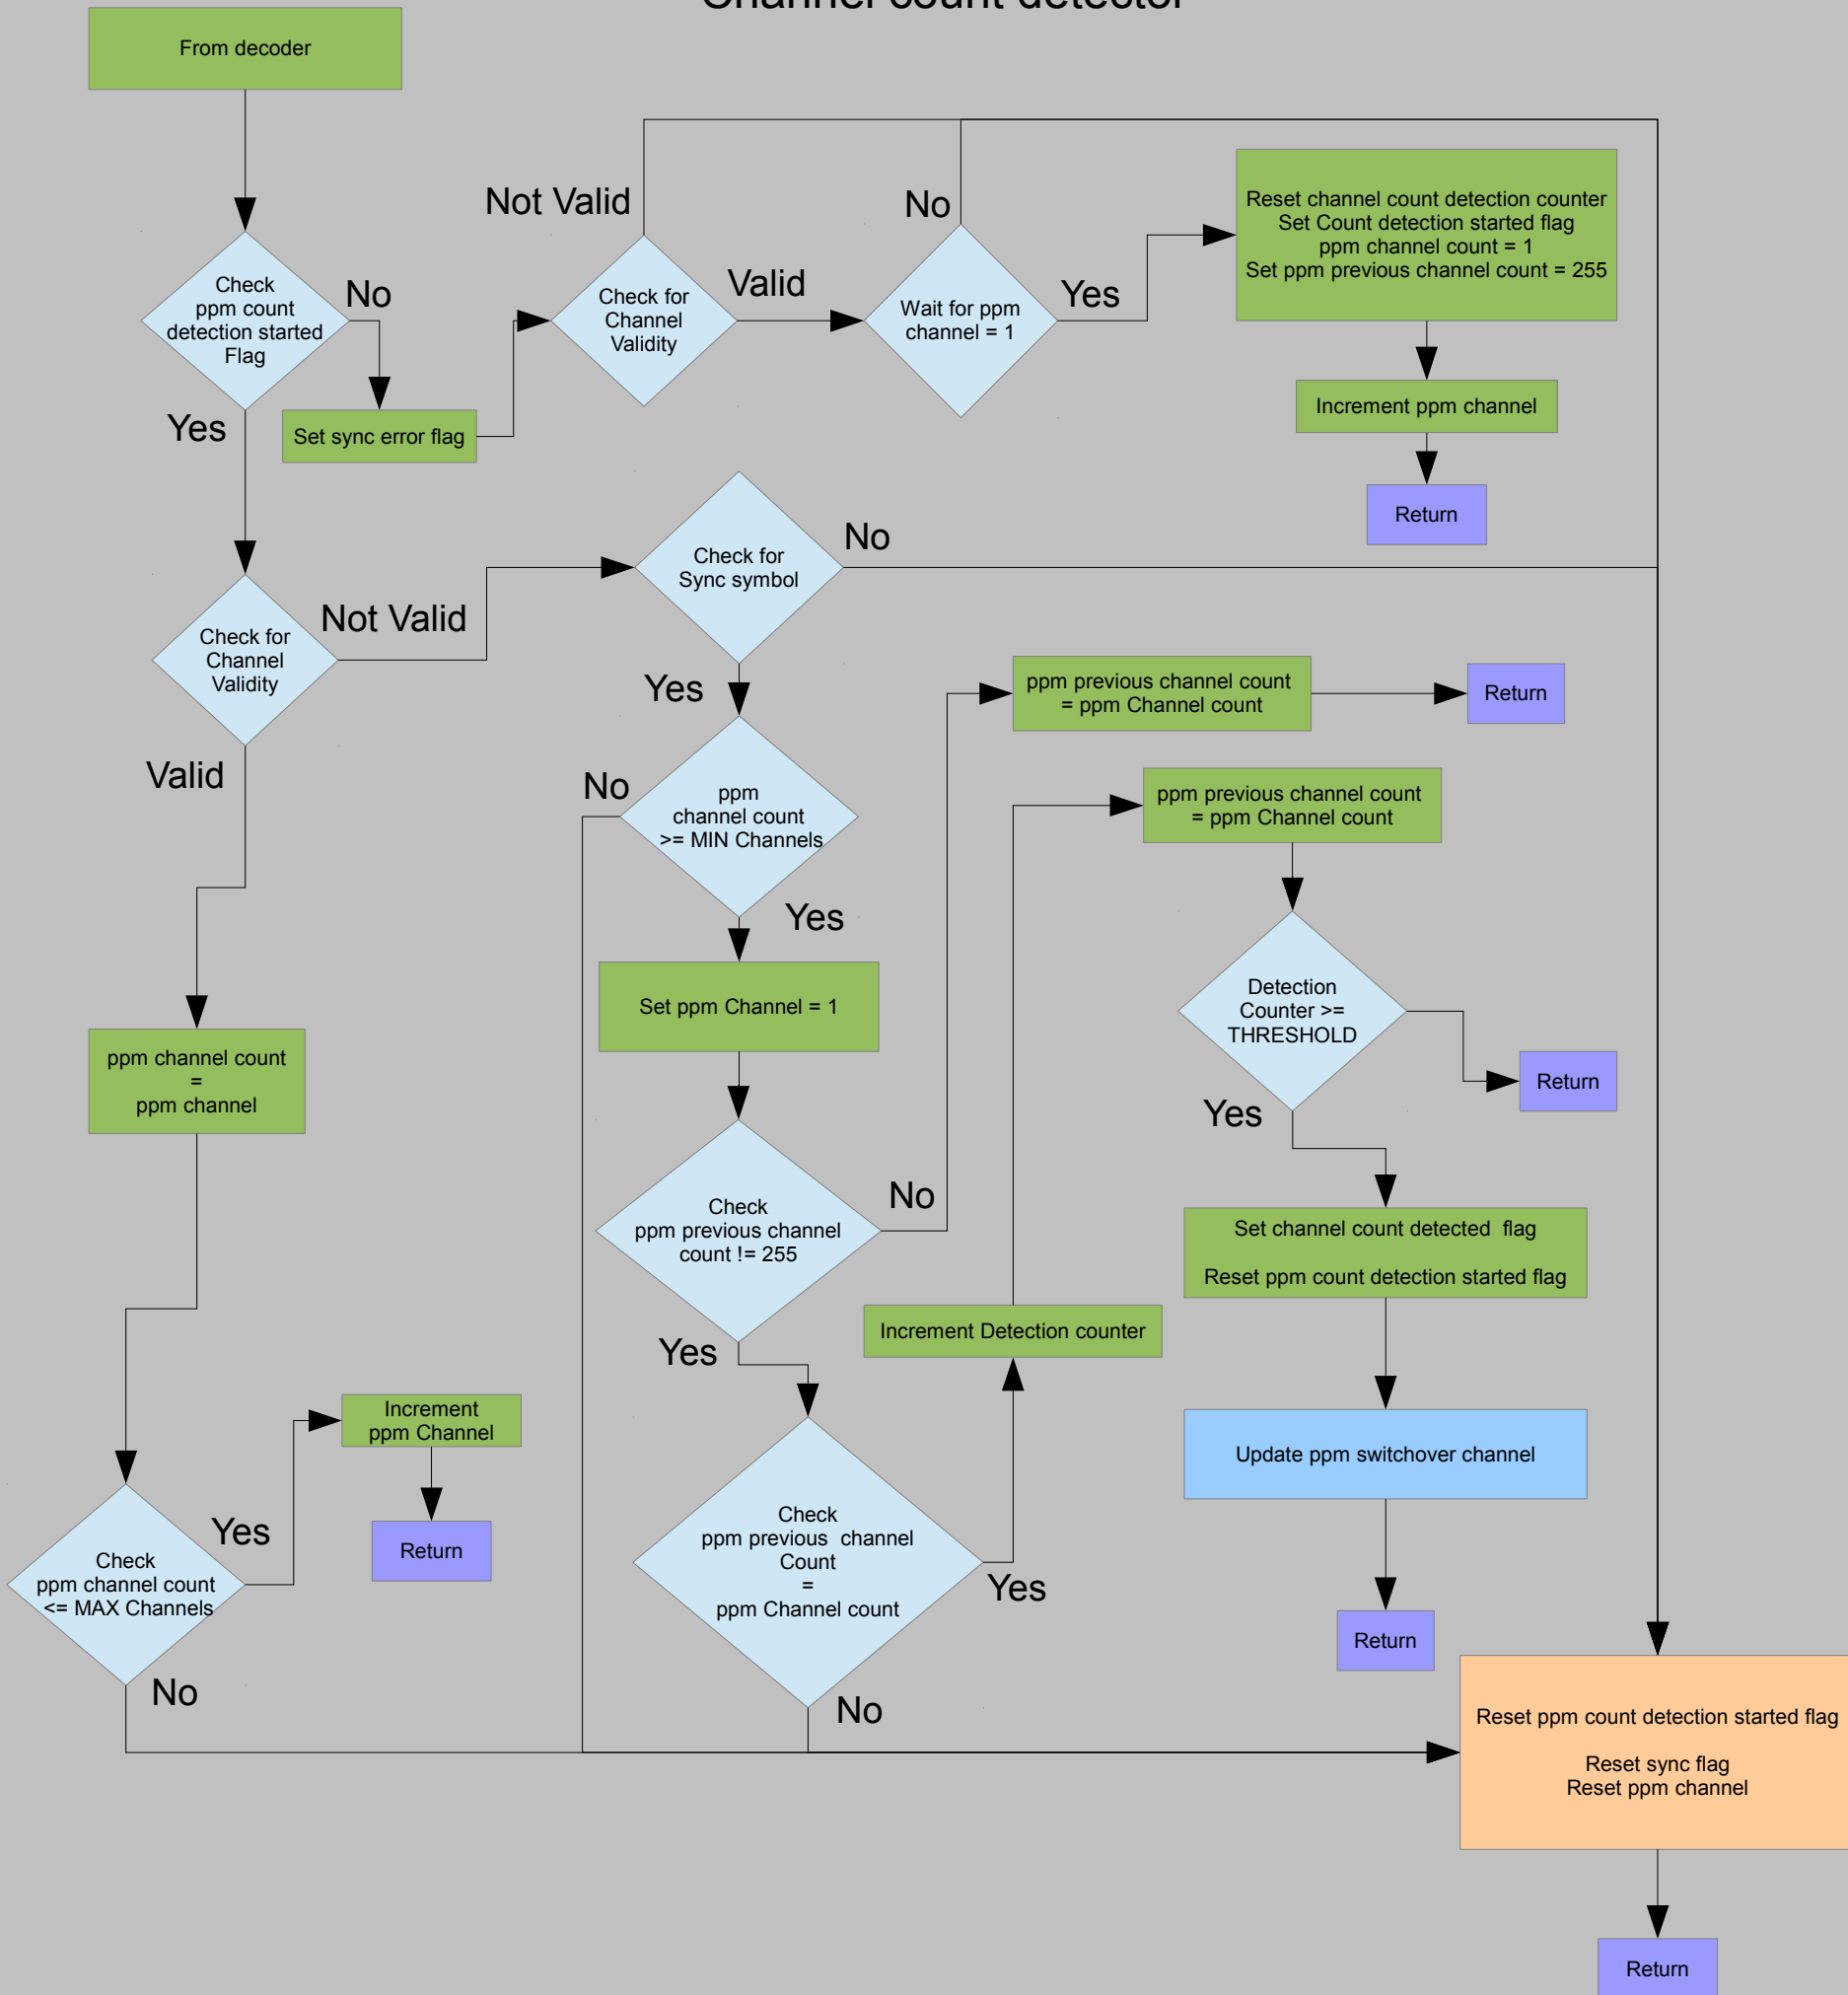 Channel count detector
From decoder
Check
ppm count
detection started
Flag
No
Yes
Set sync error flag
Not Valid
Check for
Channel
Validity
Valid
No
Wait for ppm
channel = 1
Yes
Reset channel count detection counter
Set Count detection started flag
ppm channel count = 1
Set ppm previous channel count = 255
Increment ppm channel
Return
Check for
Channel
Validity
Not Valid
Valid
Check for
Sync symbol
No
Yes
ppm
channel count
>= MIN Channels
No
Yes
Set ppm Channel = 1
Check
ppm previous channel
count != 255
No
Yes
ppm previous channel count
= ppm Channel count
Return
ppm previous channel count
= ppm Channel count
Detection
Counter >=
THRESHOLD
Return
Yes
Set channel count detected  flag
Reset ppm count detection started flag
Update ppm switchover channel
Return
Increment Detection counter
Check
ppm previous  channel
Count
=
ppm Channel count
Yes
No
ppm channel count
=
ppm channel
Check
ppm channel count
<= MAX Channels
Yes
No
Increment
ppm Channel
Return
Reset ppm count detection started flag
Reset sync flag
Reset ppm channel
Return